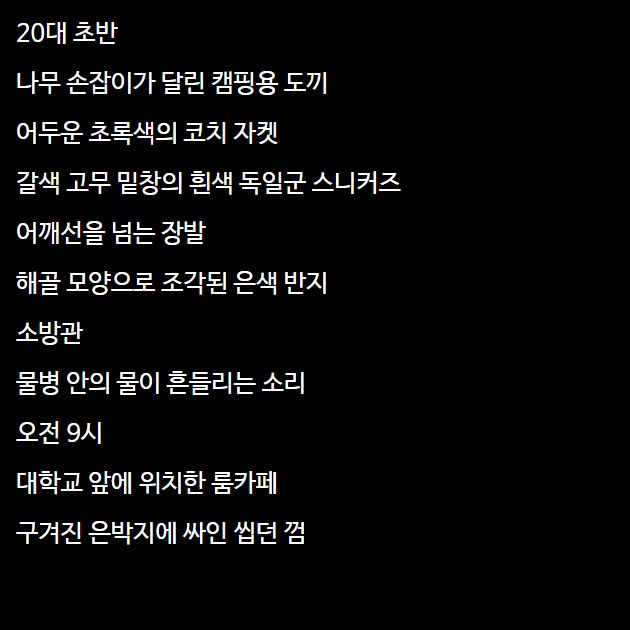 20대 초반
나무 손잡이가 달린 캠핑용 도끼
어두운 초록색의 코치 자켓
갈색 고무 밑창의 흰색 독일군 스니커즈
어깨선을 넘는 장발
해골 모양으로 조각된 은색 반지
소방관
물병 안의 물이 흔들리는 소리
오전 9시
대학교 앞에 위치한 룸카페
구겨진 은박지에 싸인 씹던 껌